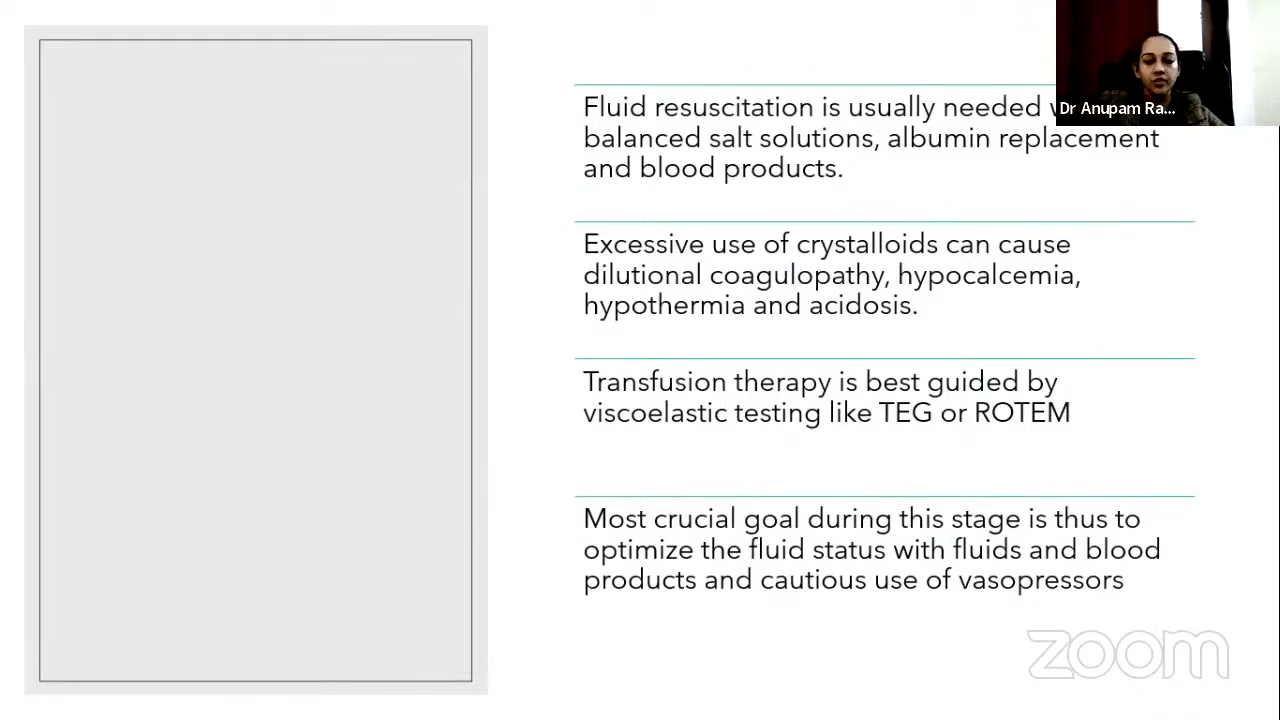 Fluid resuscitation is usually needed
balanced salt solutions, albumin replacement
and blood products.
Excessive use of crystalloids can cause
dilutional coagulopathy, hypocalcemia,
hypothermia and acidosis.
Transfusion therapy is best guided by
viscoelastic testing like TEG or ROTEM
Most crucial goal during this stage is thus to
optimize the fluid status with fluids and blood
products and cautious use of vasopressors
Dr Anupam Ra...
zoom